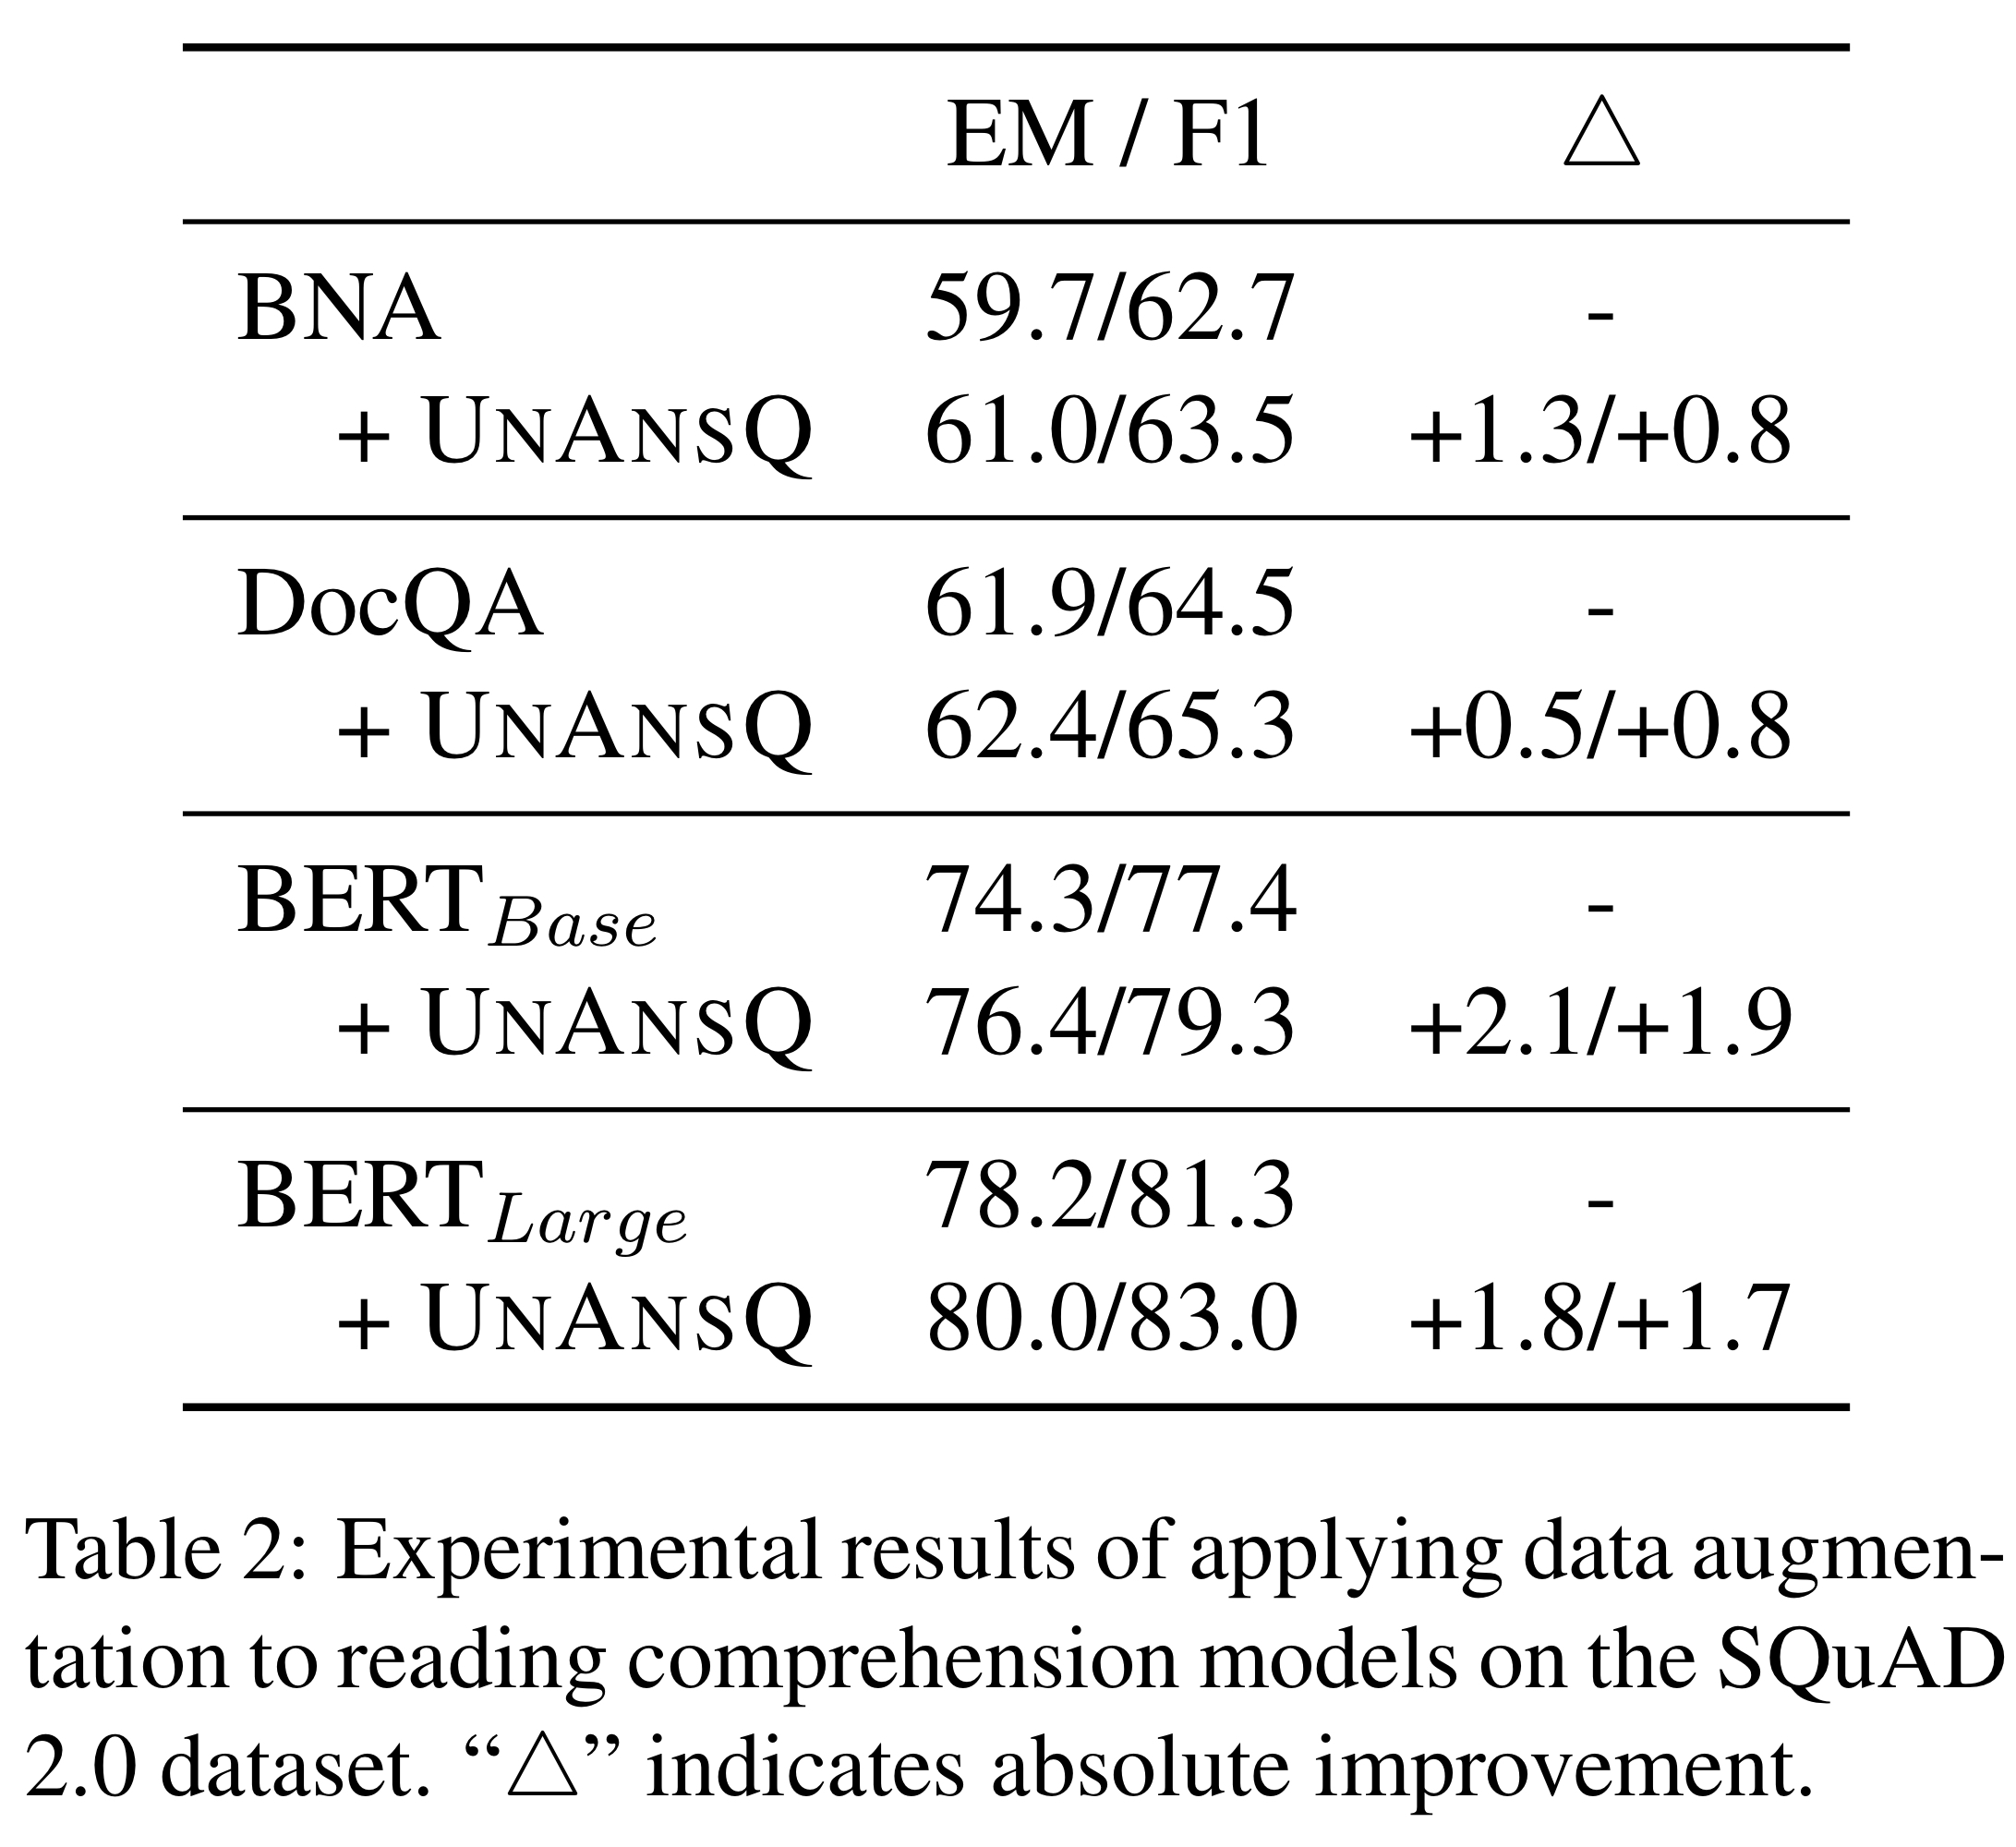 EM / F1 △
BNA 59.7/62.7 -
+ UNANSQ 61.0/63.5 +1.3/+0.8
DocQA 61.9/64.5 -
+ UNANSQ 62.4/65.3 +0.5/+0.8
BERT Base 74.3/77.4 -
+ UNANSQ 76.4/79.3 +2.1/+1.9
BERT Large 78.2/81.3 -
+ UNANSQ 80.0/83.0 +1.8/+1.7
Table 2: Experimental results of applying data augmen-
tation to reading comprehension models on the SQuAD
2.0 dataset. “△” indicates absolute improvement.